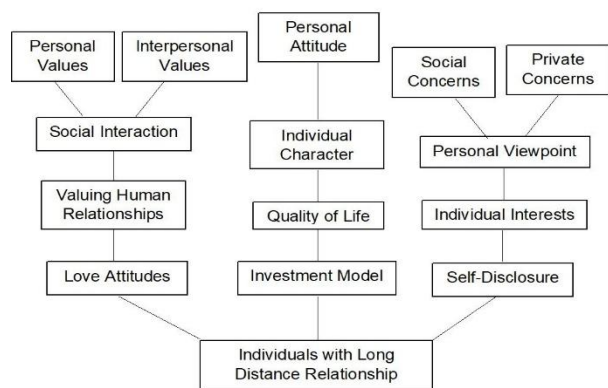 Personal
Values
Interpersonal
Values
Personal
Attitude
Social
Concerns
Private
Concerns
Social Interaction
Individual
Character
Personal Viewpoint
Valuing Human
Relationships
Quality of Life
Individual Interests
Love Attitudes
Investment Model
Self-Disclosure
Individuals with Long
Distance Relationship